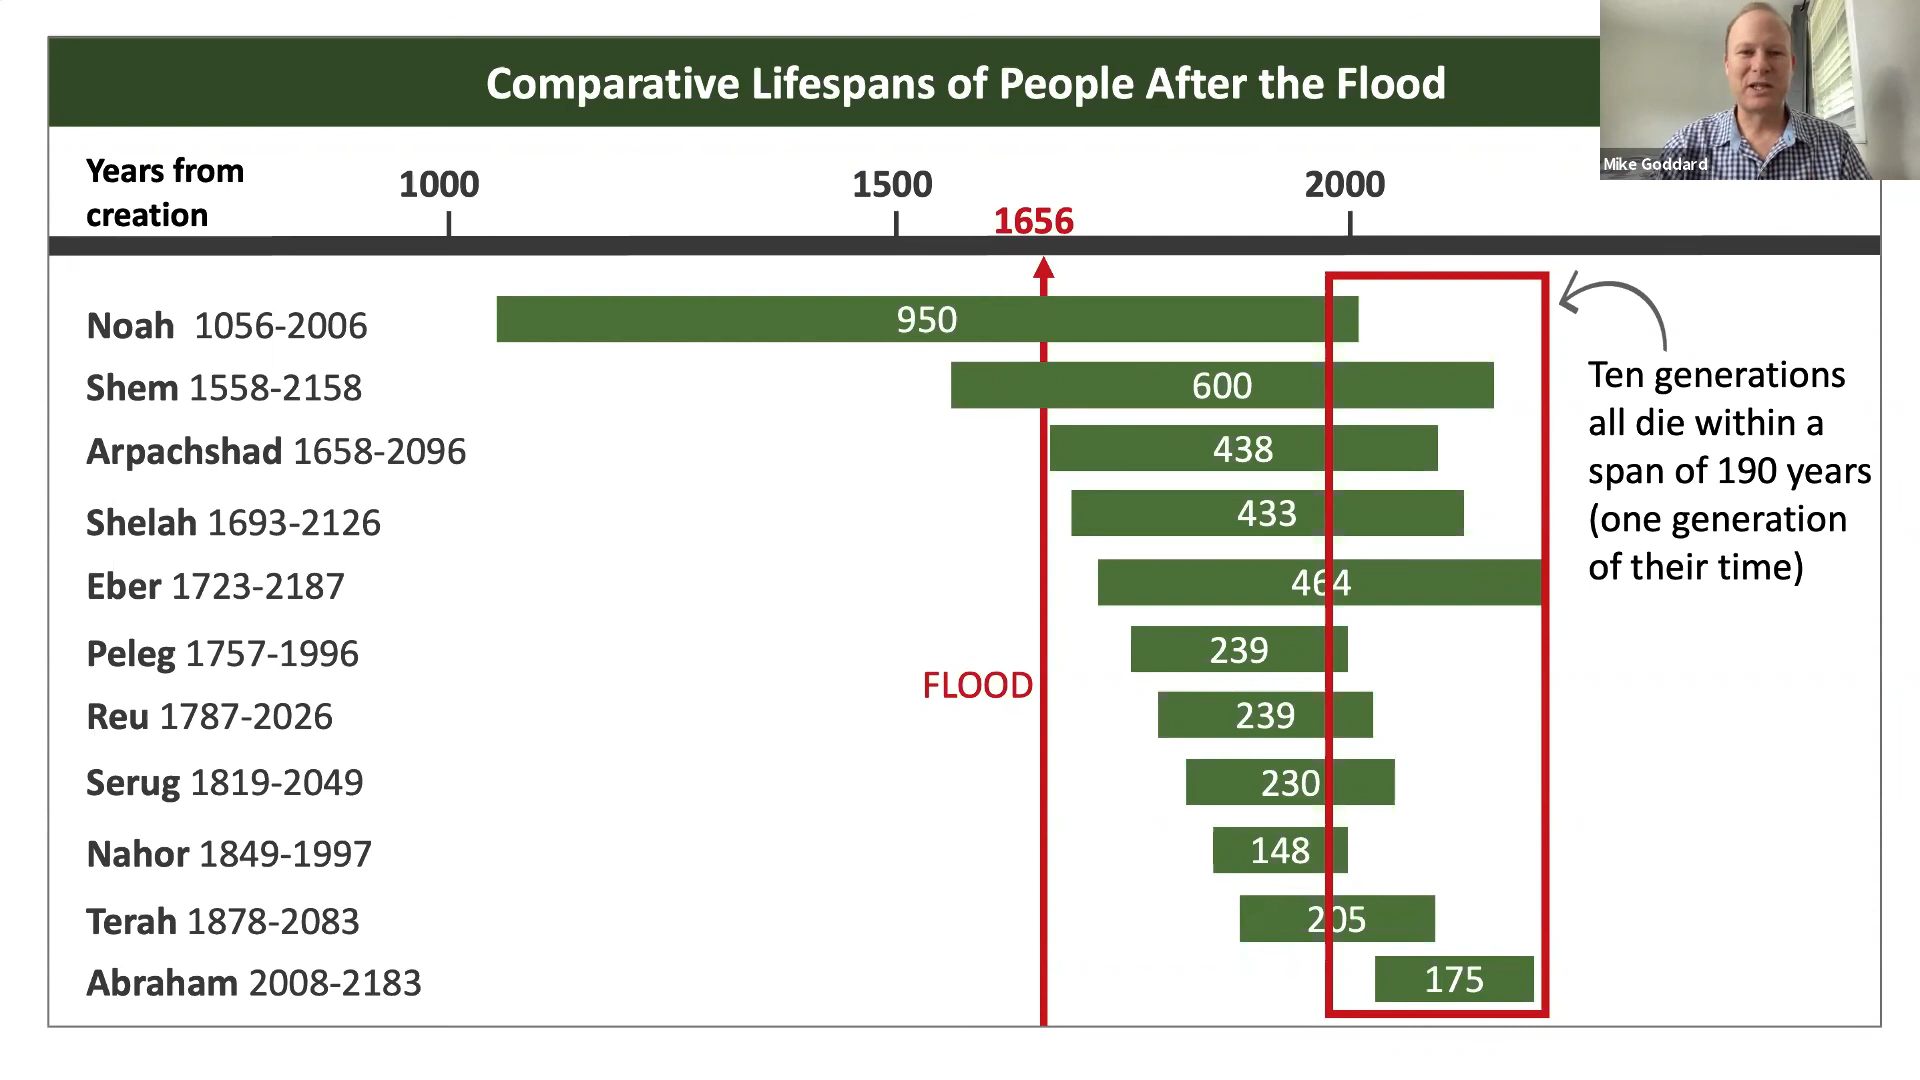 Comparative Lifespans of People After the Flood
Mike Goddard
Years from
creation
1000
1500
2000
1656
Noah 1056-2006
950
Shem 1558-2158
600
Arpachshad 1658-2096
438
Shelah 1693-2126
433
Eber 1723-2187
464
Peleg 1757-1996
239
FLOOD
Reu 1787-2026
239
Serug 1819-2049
230
Nahor 1849-1997
148
Terah 1878-2083
205
Abraham 2008-2183
175
Ten generations
all die within a
span of 190 years
(one generation
of their time)